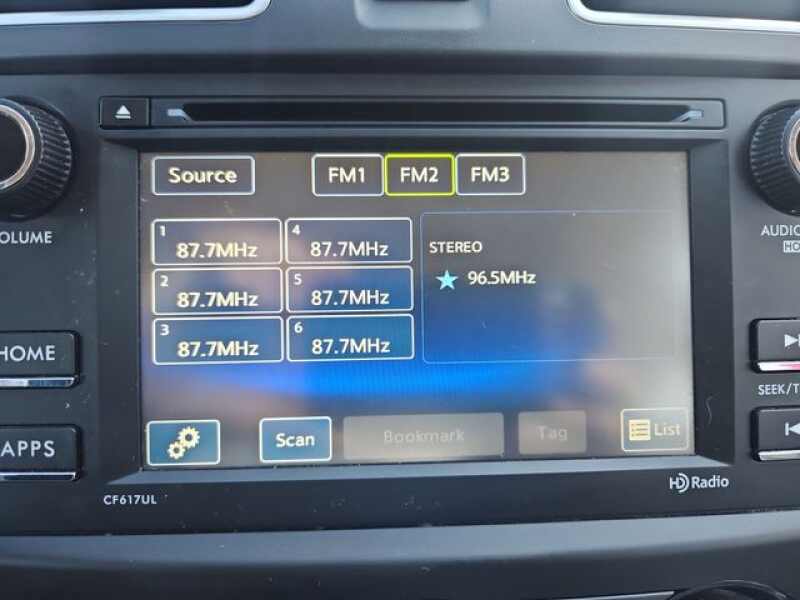 Source
FM1
FM2
FM3
1
87.7MHz
4
87.7MHz
2
87.7MHz
5
87.7MHz
3
87.7MHz
6
87.7MHz
STEREO
96.5MHz
Scan
Bookmark
Tag
List
OLUME
HOME
APPS
AUDIO
HO
SEEK/T
CF617UL
HD Radio